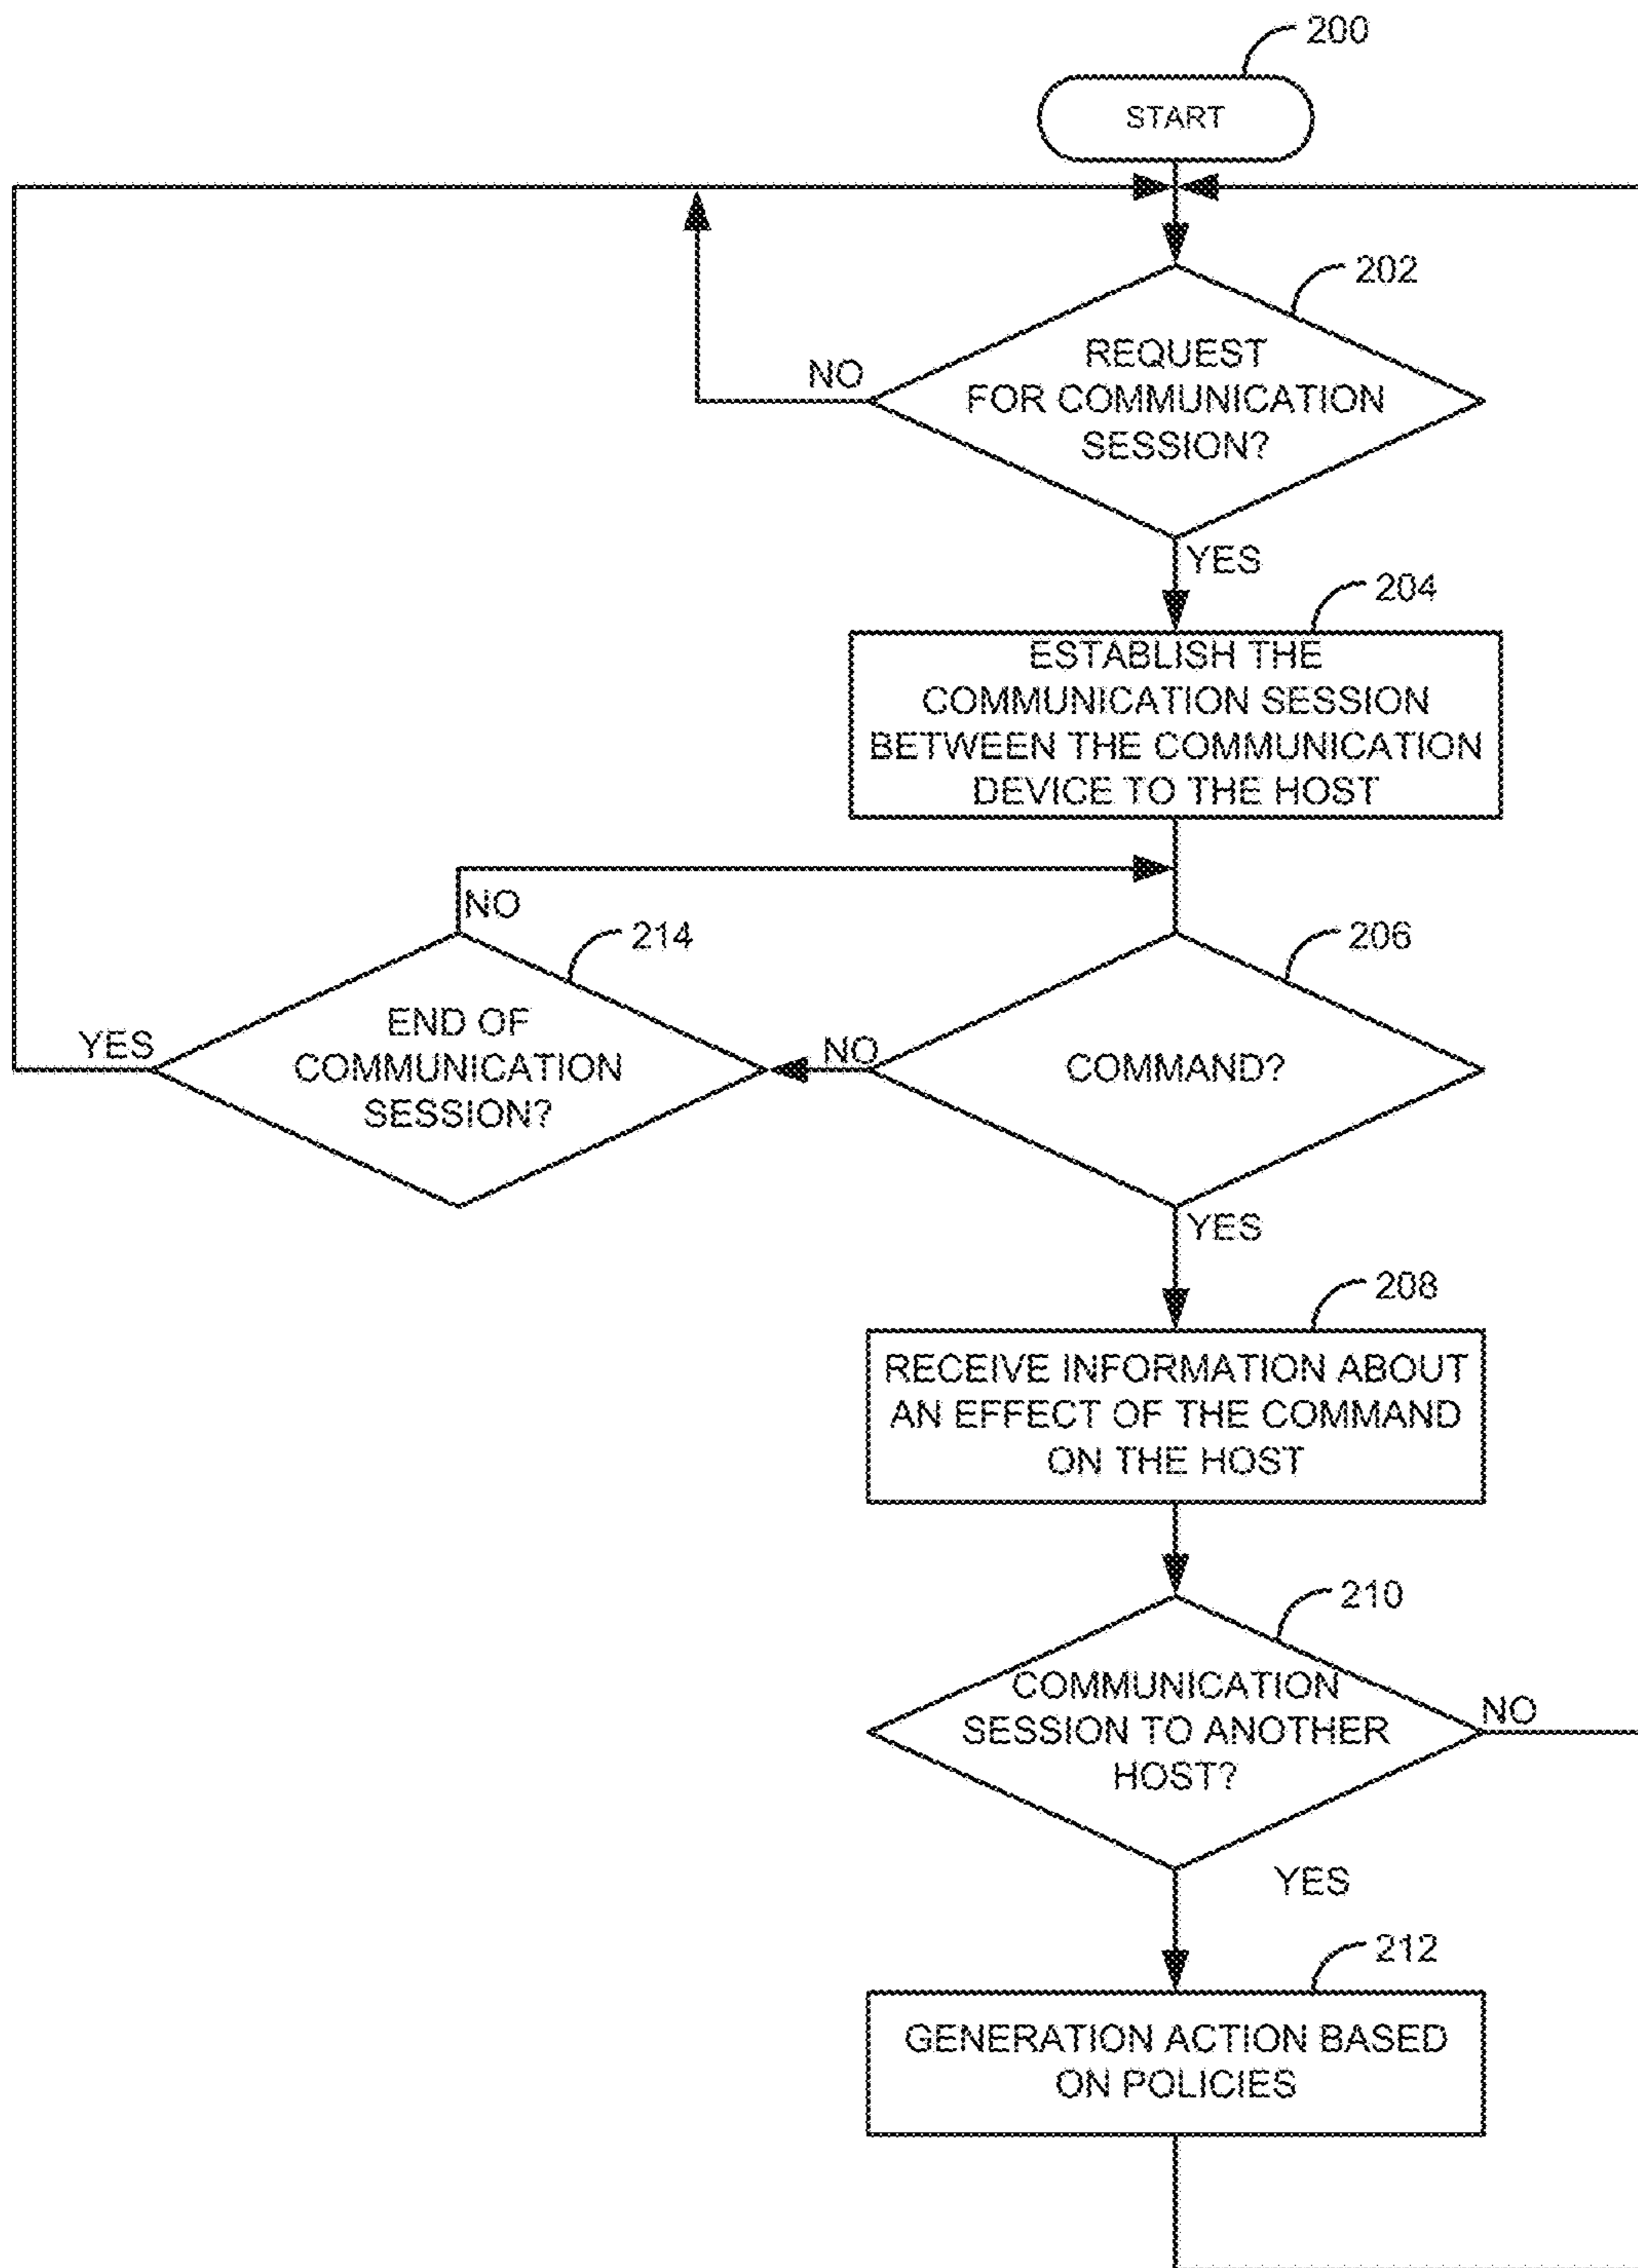 200
START
202
REQUEST
FOR COMMUNICATION
SESSION?
NO
YES
204
ESTABLISH THE
COMMUNICATION SESSION
BETWEEN THE COMMUNICATION
DEVICE TO THE HOST
NO
214
206
END OF
COMMUNICATION
SESSION?
YES
NO
COMMAND?
YES
208
RECEIVE INFORMATION ABOUT
AN EFFECT OF THE COMMAND
ON THE HOST
210
COMMUNICATION
SESSION TO ANOTHER
HOST?
NO
YES
212
GENERATION ACTION BASED
ON POLICIES